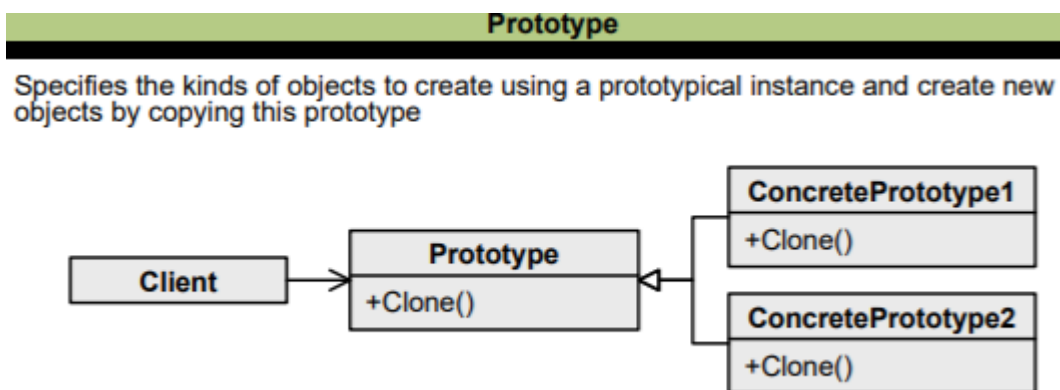 Prototype
Specifies the kinds of objects to create using a prototypical instance and create new
objects by copying this prototype
Client
Prototype
+Clone()
ConcretePrototype1
+Clone()
ConcretePrototype2
+Clone()